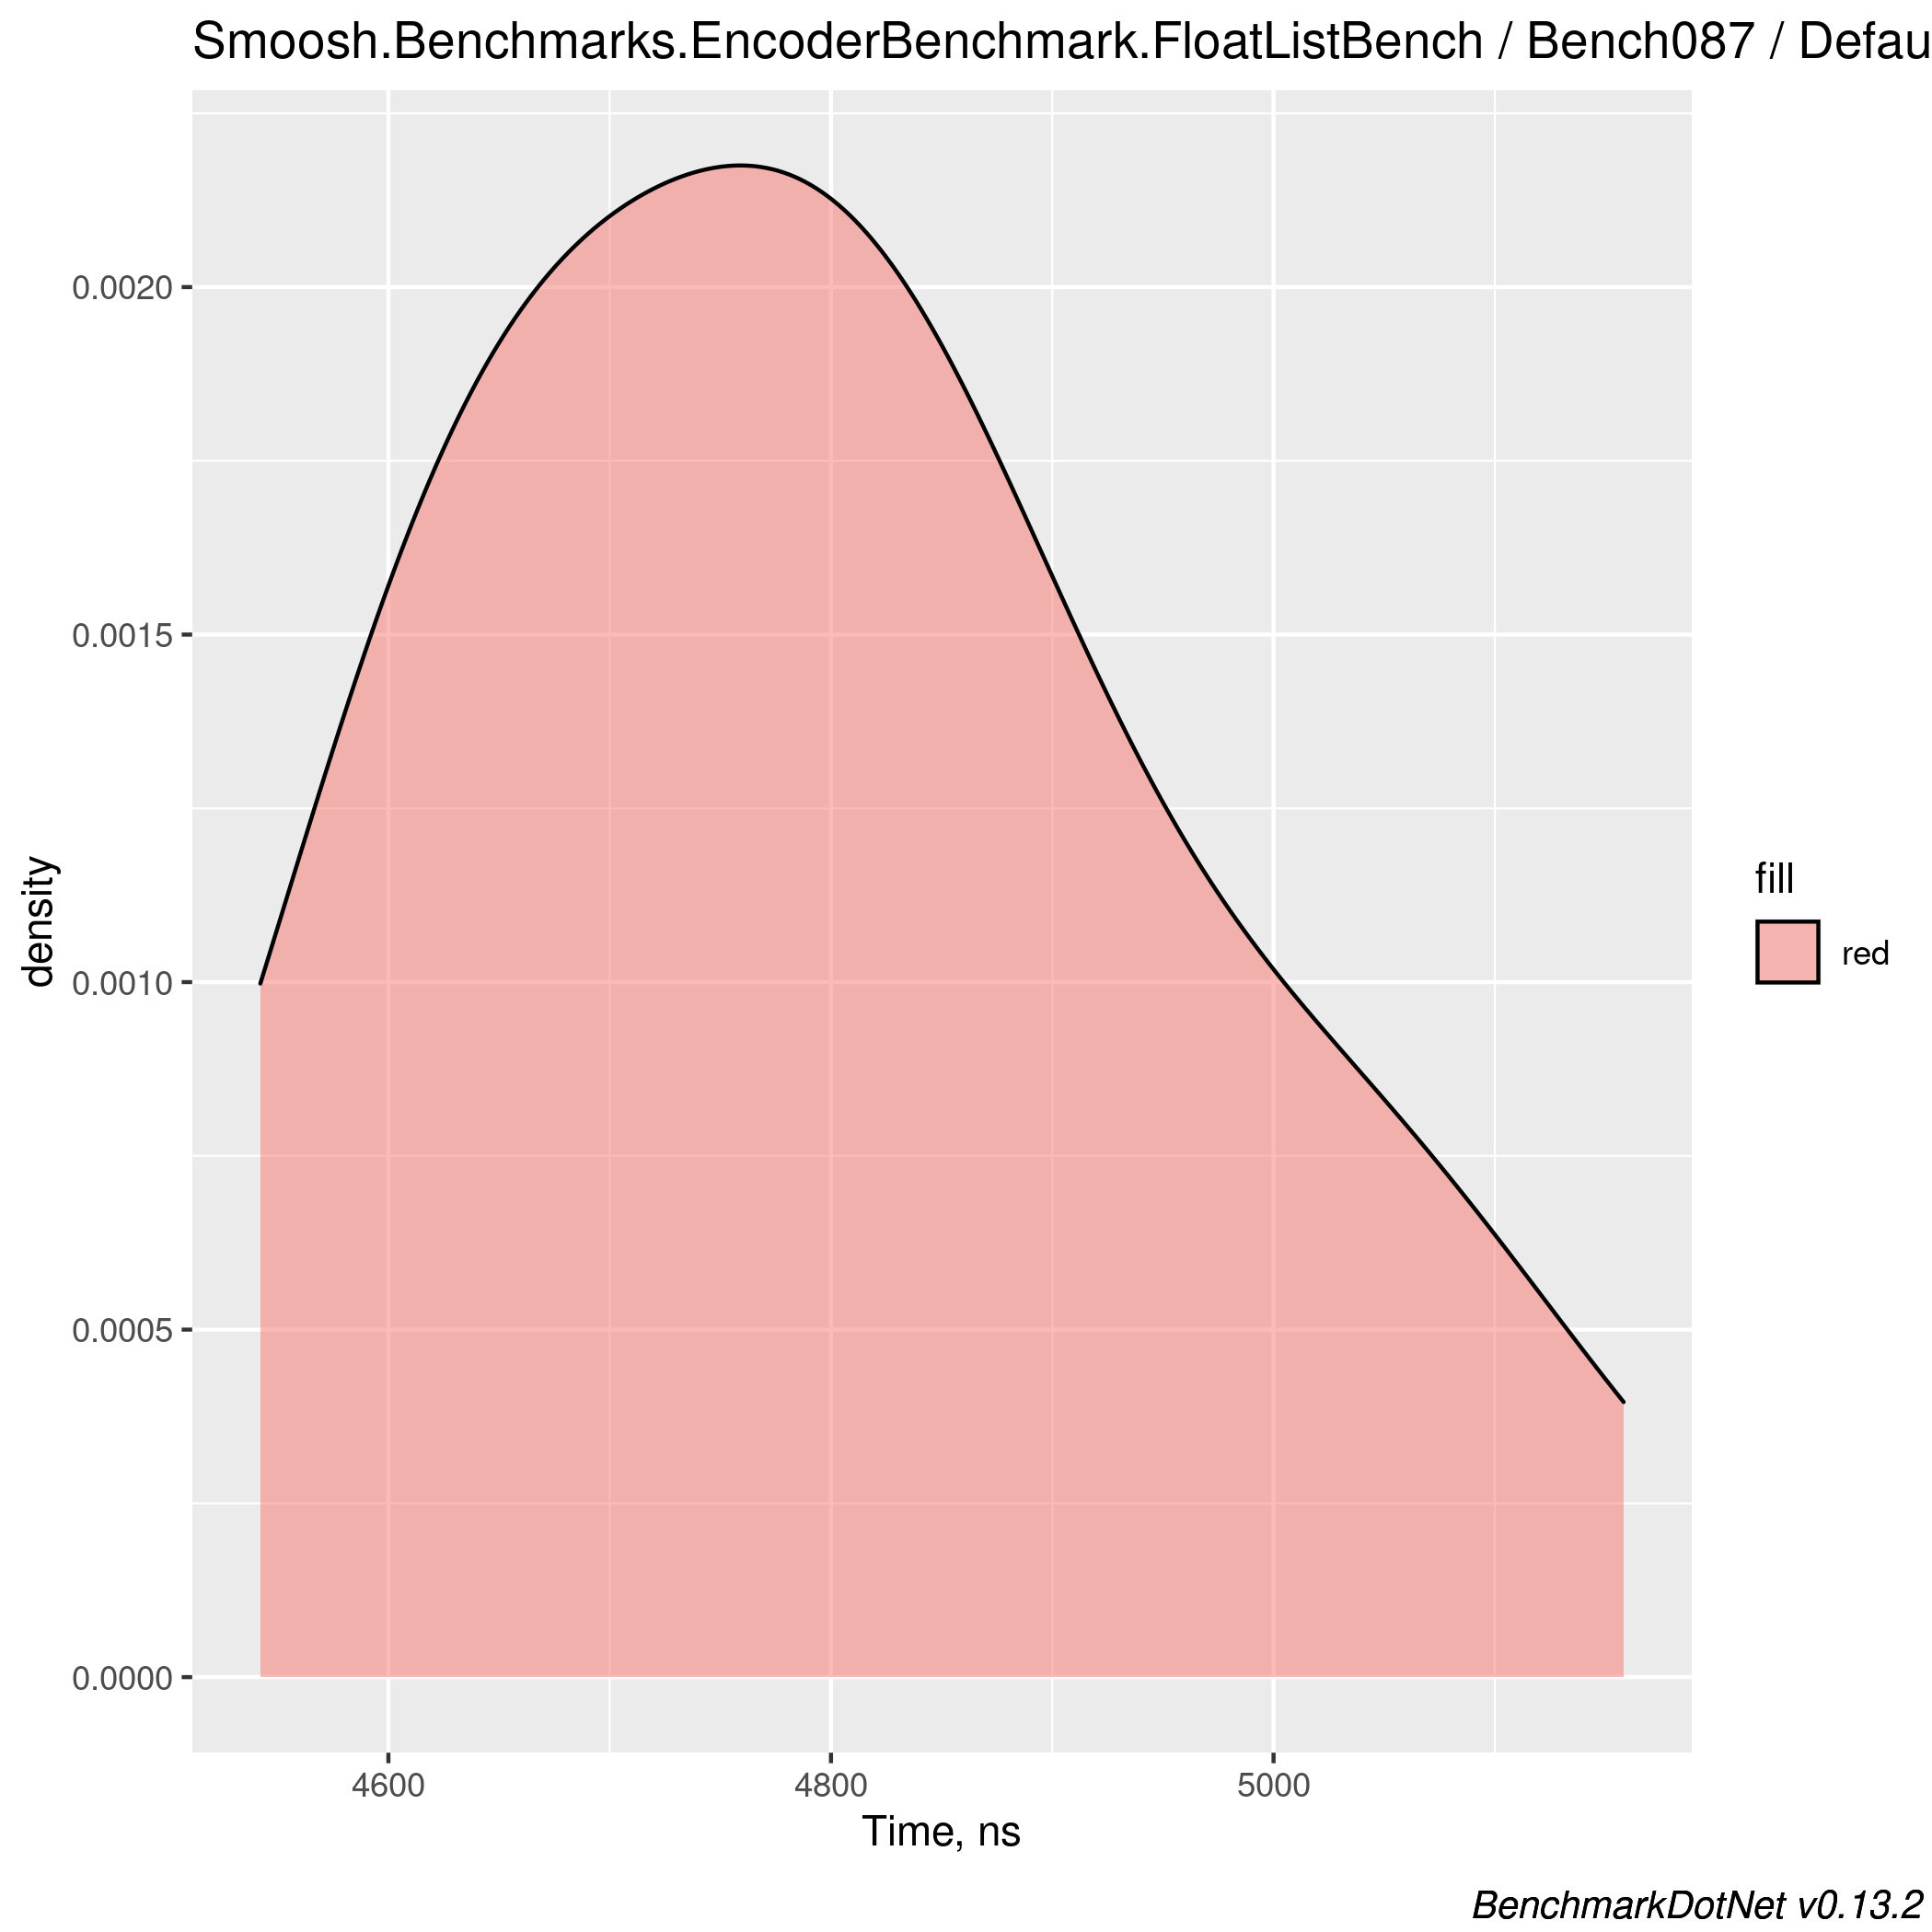 Smoosh.Benchmarks.EncoderBenchmark.FloatListBench / Bench087 / Defau
0.0020
0.0015
0.0010
0.0005
0.0000
density
4600 4800 5000
Time, ns
fill
red
BenchmarkDotNet v0.13.2